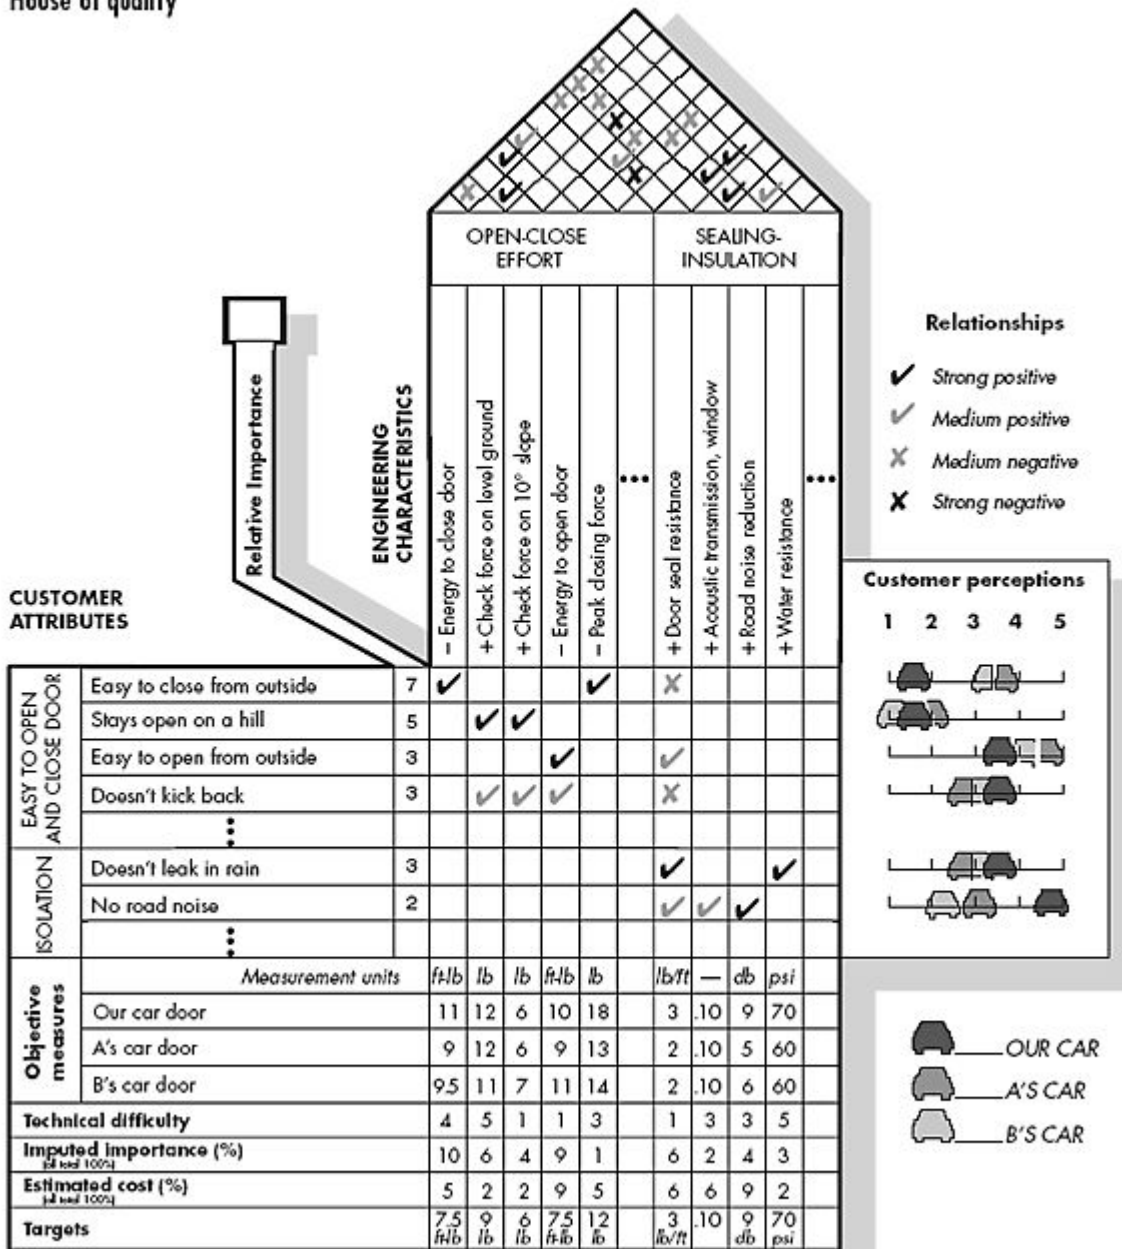 House of quality
OPEN-CLOSE
EFFORT
SEALING-
INSULATION
Relative Importance
ENGINEERING
CHARACTERISTICS
– Energy to close door
+ Check force on level ground
+ Check force on 10° slope
– Energy to open door
– Peak closing force
•••
+ Door seal resistance
+ Acoustic transmission, window
+ Road noise reduction
+ Water resistance
•••
Relationships
✔ Strong positive
✔ Medium positive
✘ Medium negative
✘ Strong negative
CUSTOMER
ATTRIBUTES
Customer perceptions
1 2 3 4 5
EASY TO OPEN
AND CLOSE DOOR
Easy to close from outside 7 ✔ ✔ ✘
Stays open on a hill 5 ✔ ✔
Easy to open from outside 3 ✔ ✔
Doesn't kick back 3 ✔ ✔ ✔ ✘
ISOLATION
Doesn't leak in rain 3 ✔ ✔
No road noise 2 ✔ ✔ ✔
Objective
measures
Measurement units ft-lb lb lb ft-lb lb lb/ft — db psi
Our car door 11 12 6 10 18 3 .10 9 70
A's car door 9 12 6 9 13 2 .10 5 60
B's car door 9.5 11 7 11 14 2 .10 6 60
Technical difficulty 4 5 1 1 3 1 3 3 5
Imputed importance (%) 10 6 4 9 1 6 2 4 3
(all total 100%)
Estimated cost (%) 5 2 2 9 5 6 6 9 2
(all total 100%)
Targets 7.5 9 6 7.5 12 3 .10 9 70
ft-lb lb lb ft-lb lb lb/ft db psi
OUR CAR
A'S CAR
B'S CAR